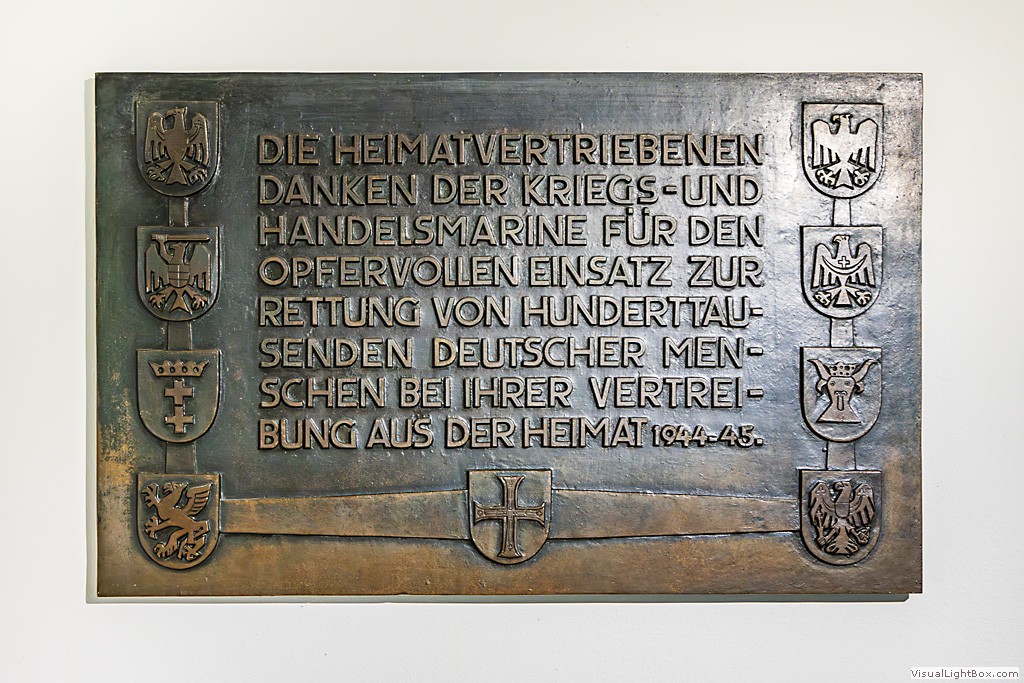 DIE HEIMATVERTRIEBENEN
DANKEN DER KRIEGS-UND
HANDELSMARINE FÜR DEN
OPFERVOLLEN EINSATZ ZUR
RETTUNG VON HUNDERTTAU-
SENDEN DEUTSCHER MEN-
SCHEN BEI IHRER VERTREI-
BUNG AUS DER HEIMAT 1944-45.
VisualLightBox.com